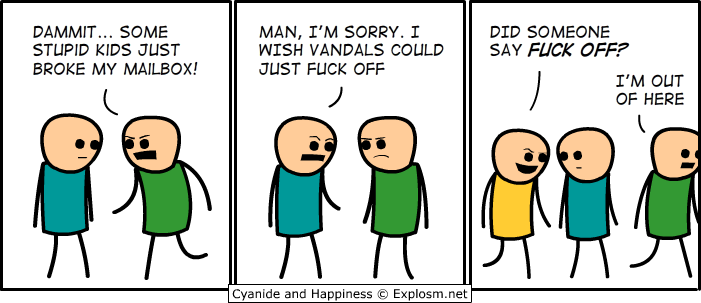 DAMMIT... SOME
STUPID KIDS JUST
BROKE MY MAILBOX!
MAN, I'M SORRY. I
WISH VANDALS COULD
JUST FUCK OFF
DID SOMEONE
SAY FUCK OFF?
I'M OUT
OF HERE
Cyanide and Happiness © Explosm.net